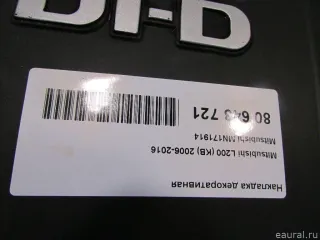 DI-D
Накладка декоративная
Mitsubishi L200 (KB) 2006-2016
Mitsubishi/MN171914
80 643 721
eaural.ru